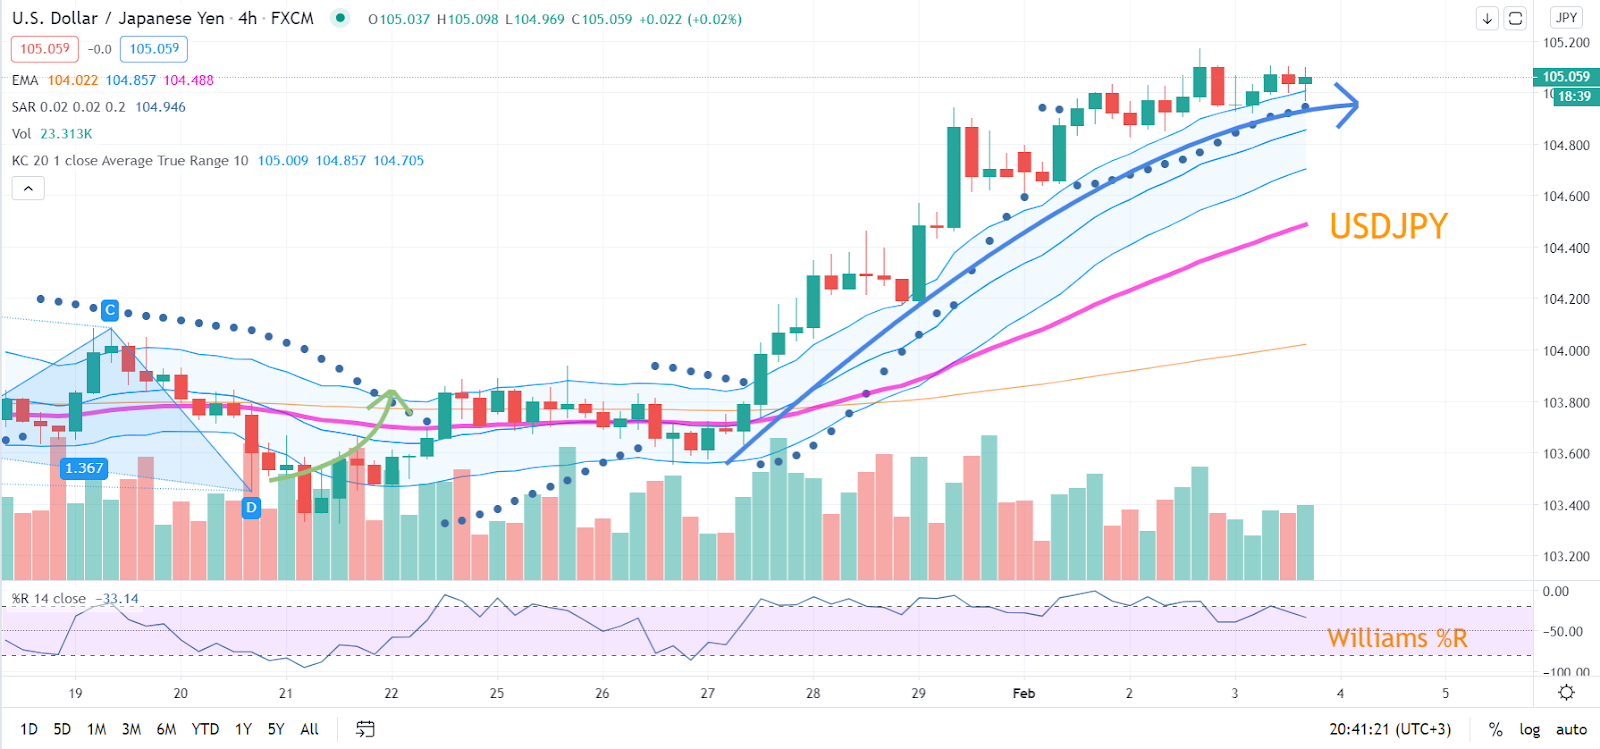 U.S. Dollar / Japanese Yen · 4h · FXCM O105.037 H105.098 L104.969 C105.059 +0.022 (+0.02%)
105.059 -0.0 105.059
EMA 104.022 104.857 104.488
SAR 0.02 0.02 0.2 104.946
Vol 23.313K
KC 20 1 close Average True Range 10 105.009 104.857 104.705
JPY
105.200
105.059
18:39
104.800
104.600
104.400
104.200
104.000
103.800
103.600
103.400
103.200
USDJPY
C
1.367
D
%R 14 close −33.14
0.00
−50.00
−100.00
Williams %R
19 20 21 22 25 26 27 28 29 Feb 2 3 4 5
1D 5D 1M 3M 6M YTD 1Y 5Y All 20:41:21 (UTC+3) % log auto